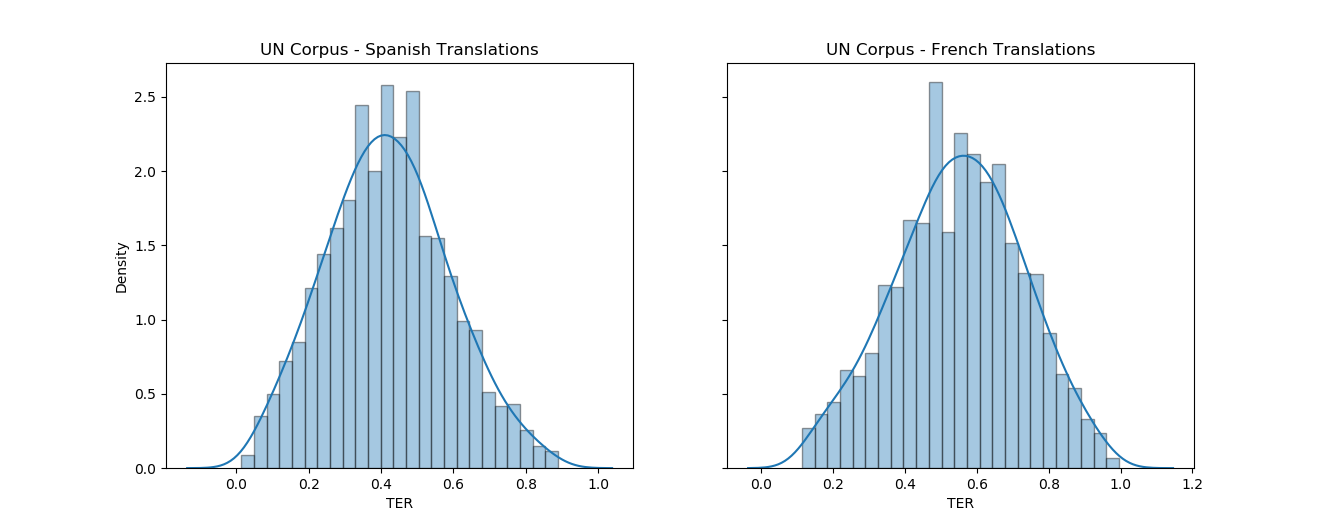 UN Corpus - Spanish Translations
Density
2.5
2.0
1.5
1.0
0.5
0.0
0.0 0.2 0.4 0.6 0.8 1.0
TER
UN Corpus - French Translations
0.0 0.2 0.4 0.6 0.8 1.0 1.2
TER